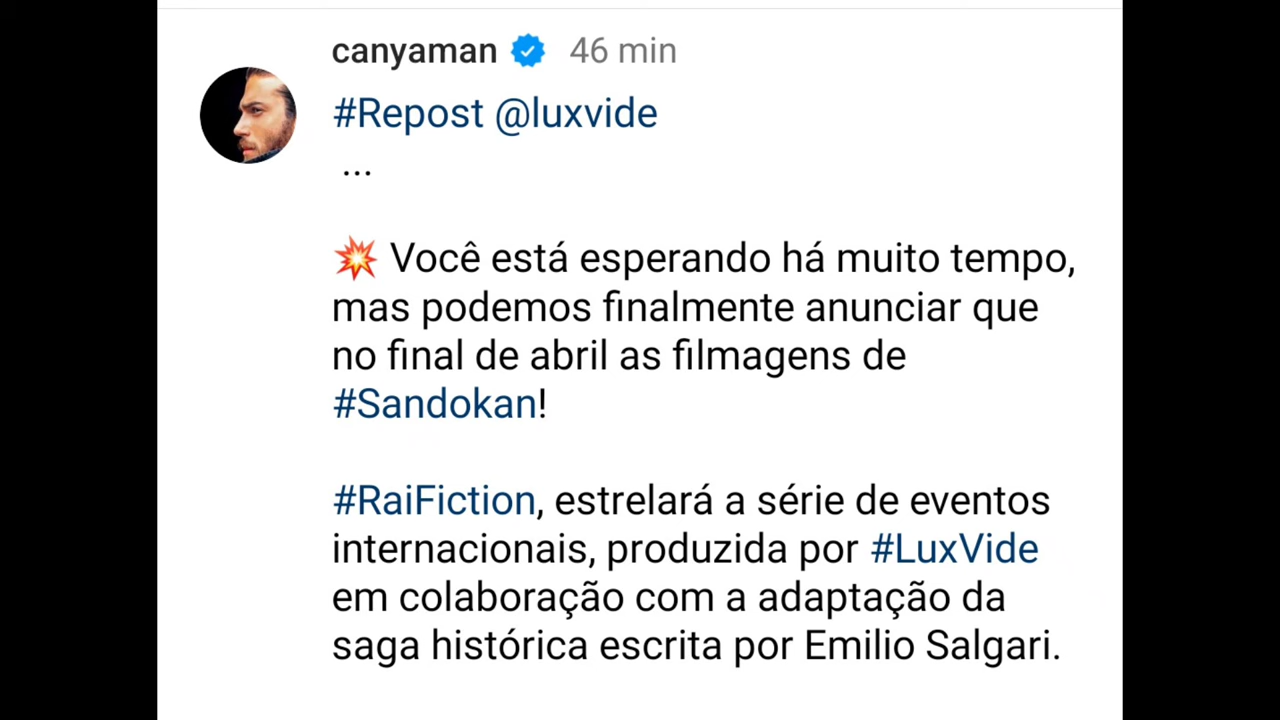 canyaman 46 min
#Repost @luxvide
...
💥 Você está esperando há muito tempo,
mas podemos finalmente anunciar que
no final de abril as filmagens de
#Sandokan!
#RaiFiction, estrelará a série de eventos
internacionais, produzida por #LuxVide
em colaboração com a adaptação da
saga histórica escrita por Emilio Salgari.